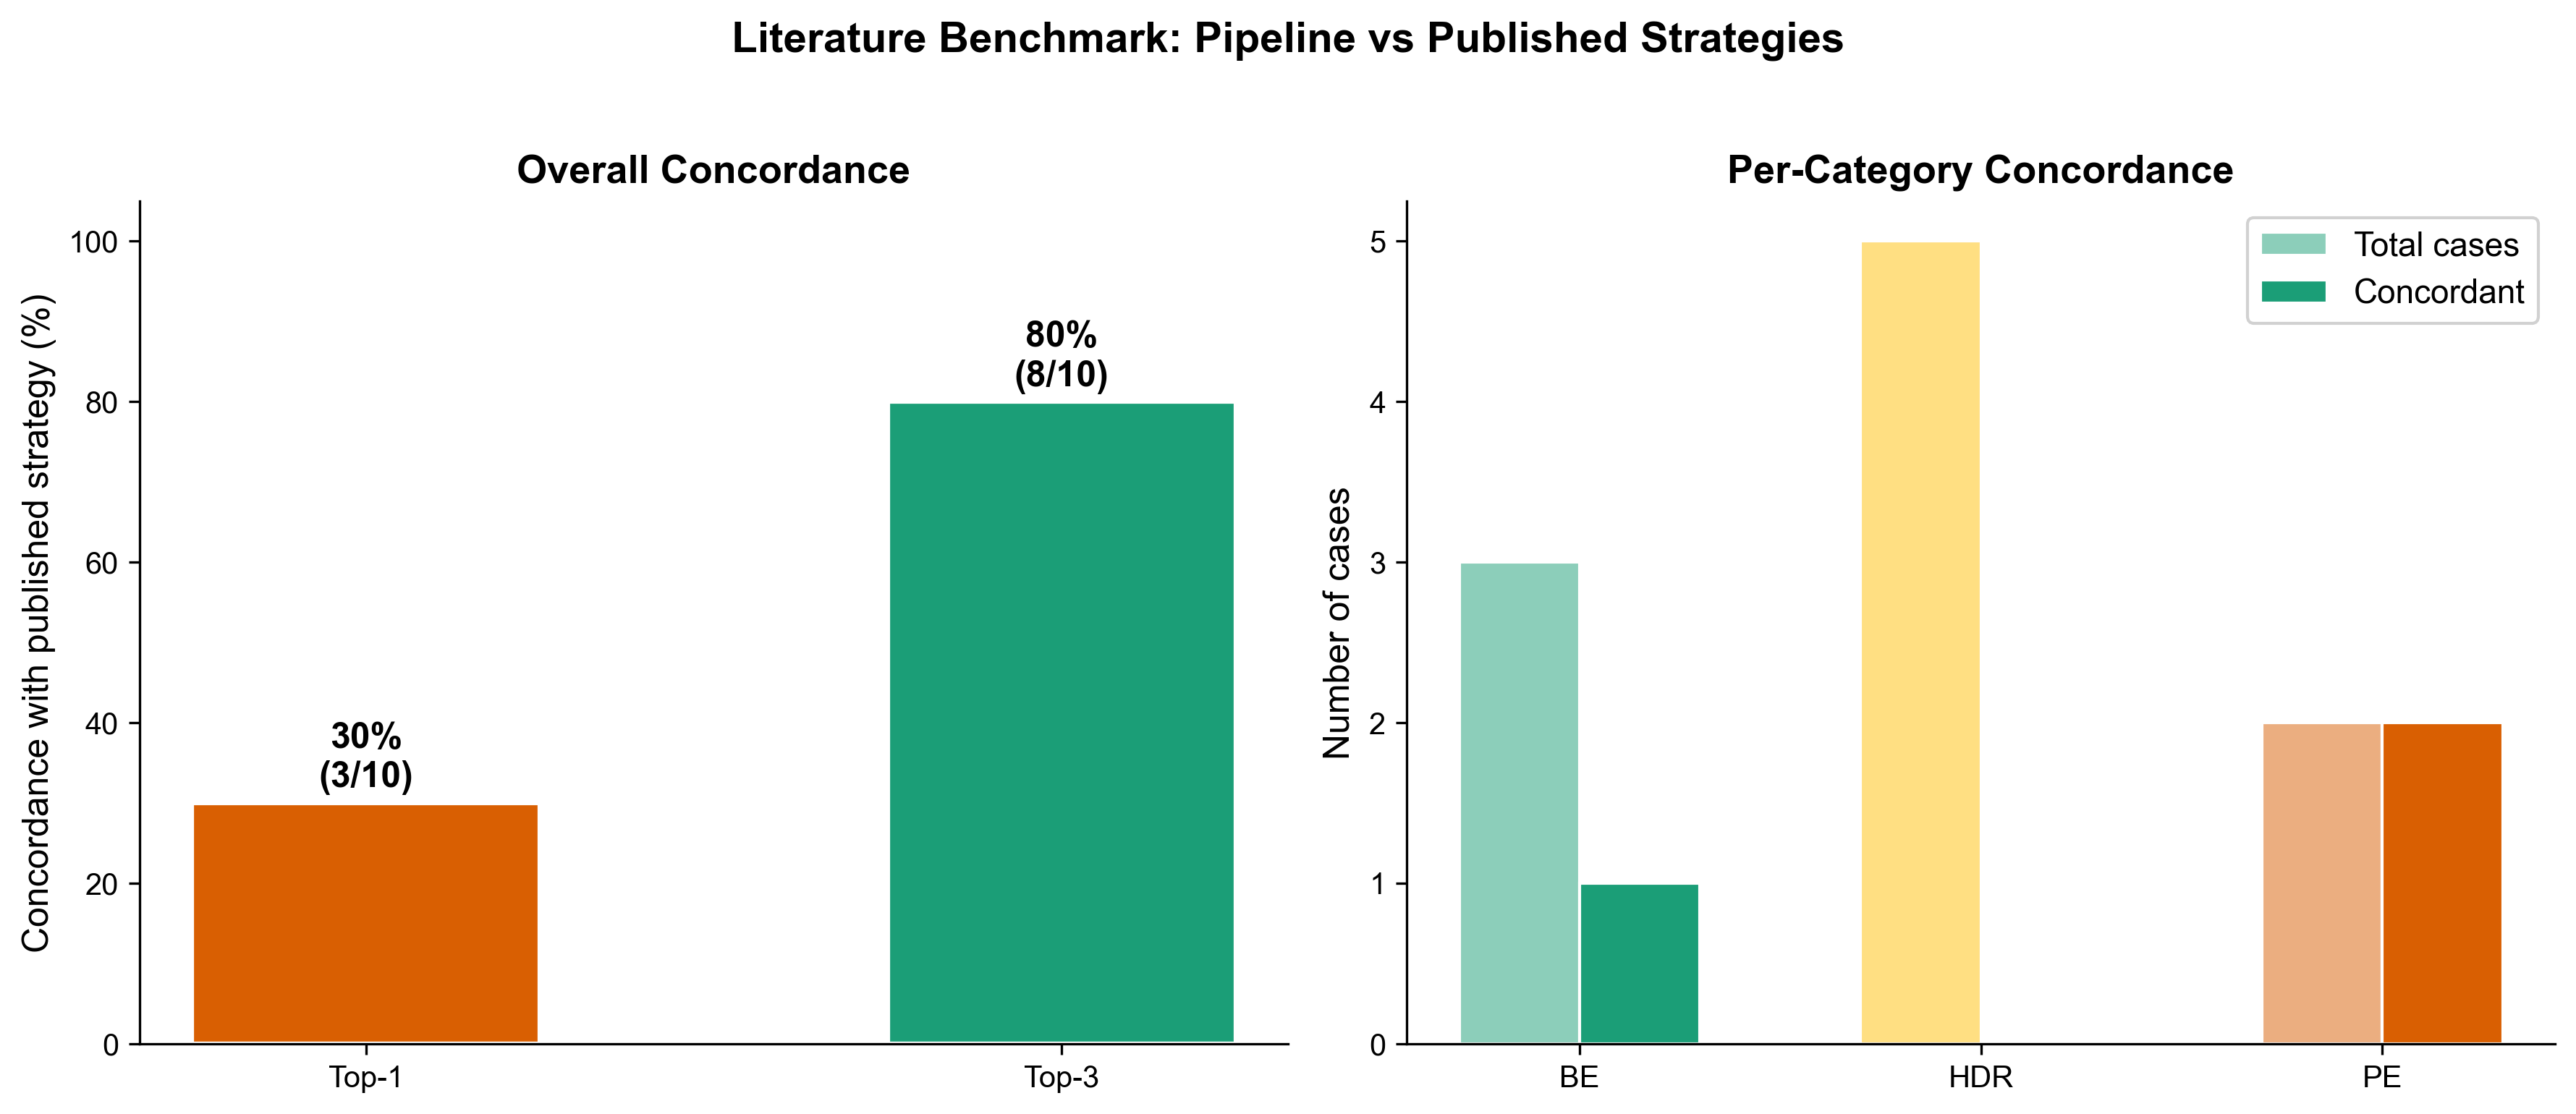 Literature Benchmark: Pipeline vs Published Strategies
Overall Concordance
Concordance with published strategy (%)
100
80
60
40
20
0
30%
(3/10)
80%
(8/10)
Top-1
Top-3
Per-Category Concordance
Number of cases
5
4
3
2
1
0
Total cases
Concordant
BE
HDR
PE